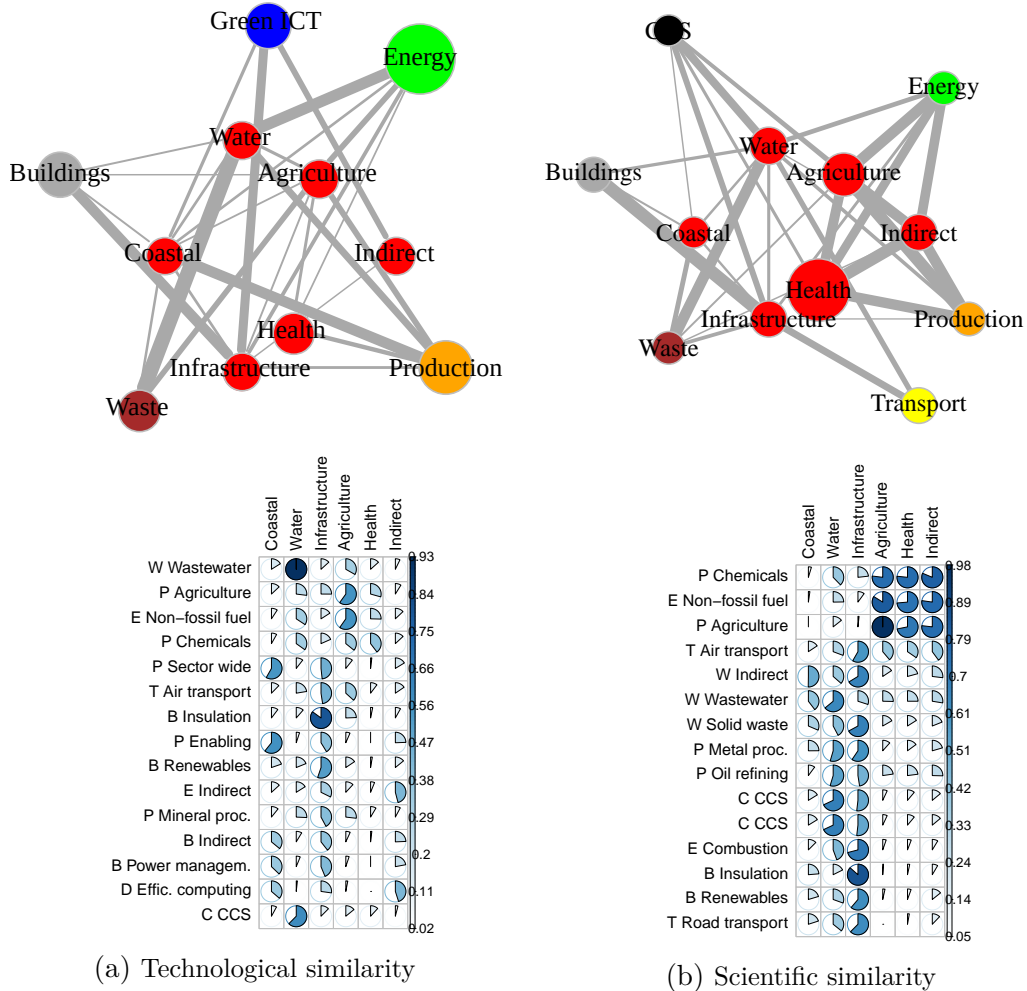 Green ICT
Energy
Water
Buildings
Agriculture
Coastal
Indirect
Health
Infrastructure
Production
Waste
Energy
Water
Buildings
Agriculture
Coastal
Indirect
Health
Infrastructure
Production
Waste
Transport
Coastal
Water
Infrastructure
Agriculture
Health
Indirect
W Wastewater
P Agriculture
E Non−fossil fuel
P Chemicals
P Sector wide
T Air transport
B Insulation
P Enabling
B Renewables
E Indirect
P Mineral proc.
B Indirect
B Power managem.
D Effic. computing
C CCS
0.93
0.84
0.75
0.66
0.56
0.47
0.38
0.29
0.2
0.11
0.02
Coastal
Water
Infrastructure
Agriculture
Health
Indirect
P Chemicals
E Non−fossil fuel
P Agriculture
T Air transport
W Indirect
W Wastewater
W Solid waste
P Metal proc.
P Oil refining
C CCS
C CCS
E Combustion
B Insulation
B Renewables
T Road transport
0.98
0.89
0.79
0.7
0.61
0.51
0.42
0.33
0.24
0.14
0.05
(a) Technological similarity
(b) Scientific similarity